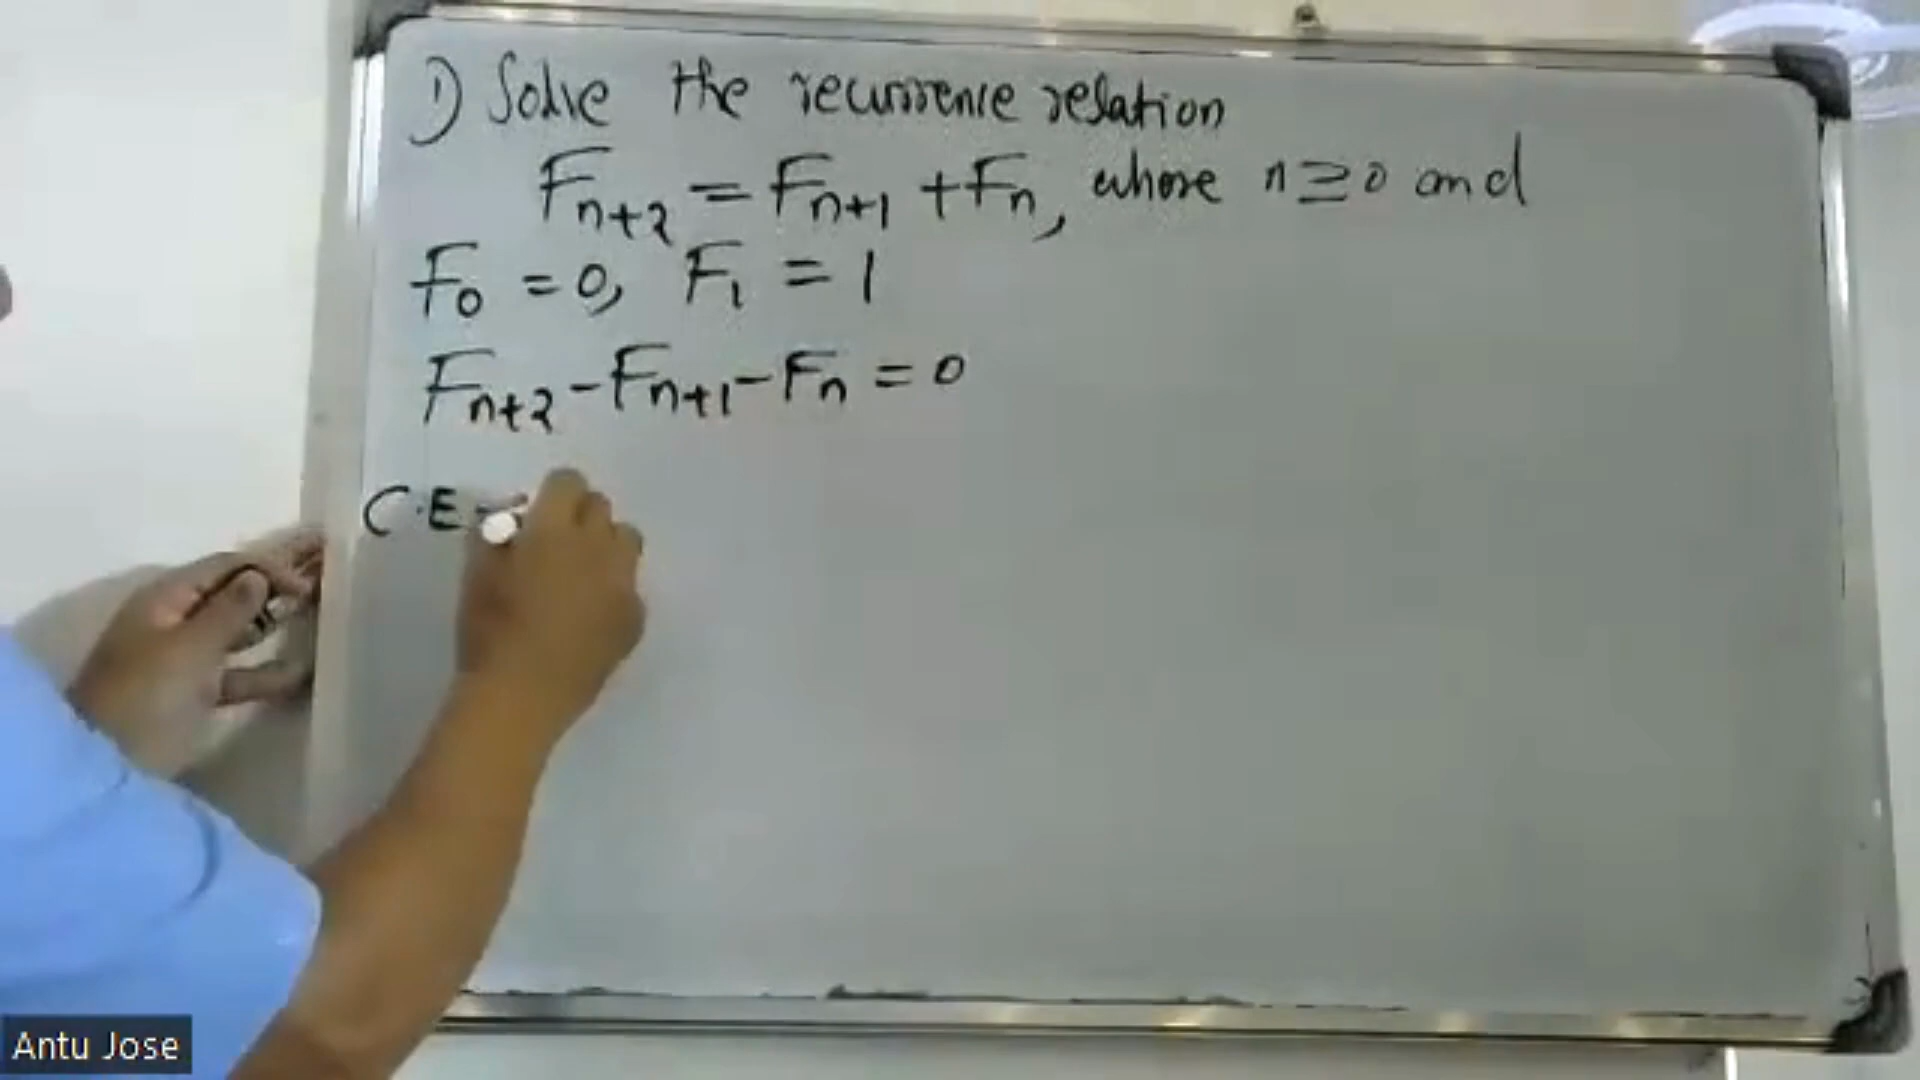 1) Solve the recurrence relation
Fn+2 = Fn+1 + Fn, where n ≥ 0 and
F0 = 0, F1 = 1
Fn+2 - Fn+1 - Fn = 0
C.E
Antu Jose